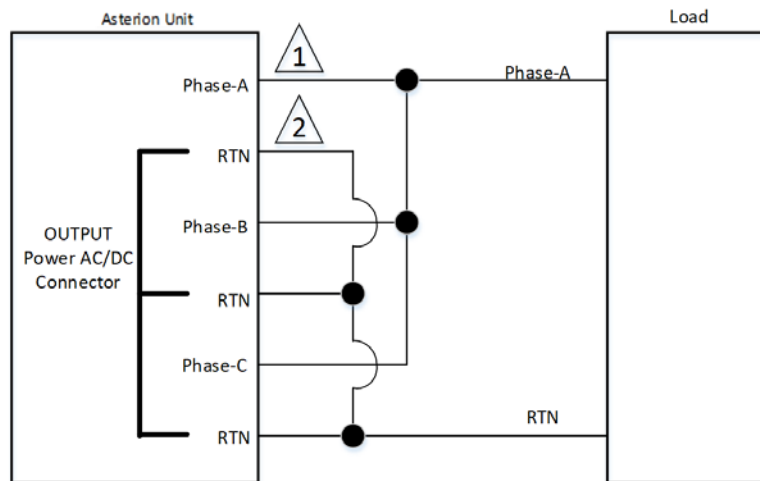 Asterion Unit
Load
1
Phase-A
Phase-A
2
RTN
Phase-B
OUTPUT
Power AC/DC
Connector
RTN
Phase-C
RTN
RTN